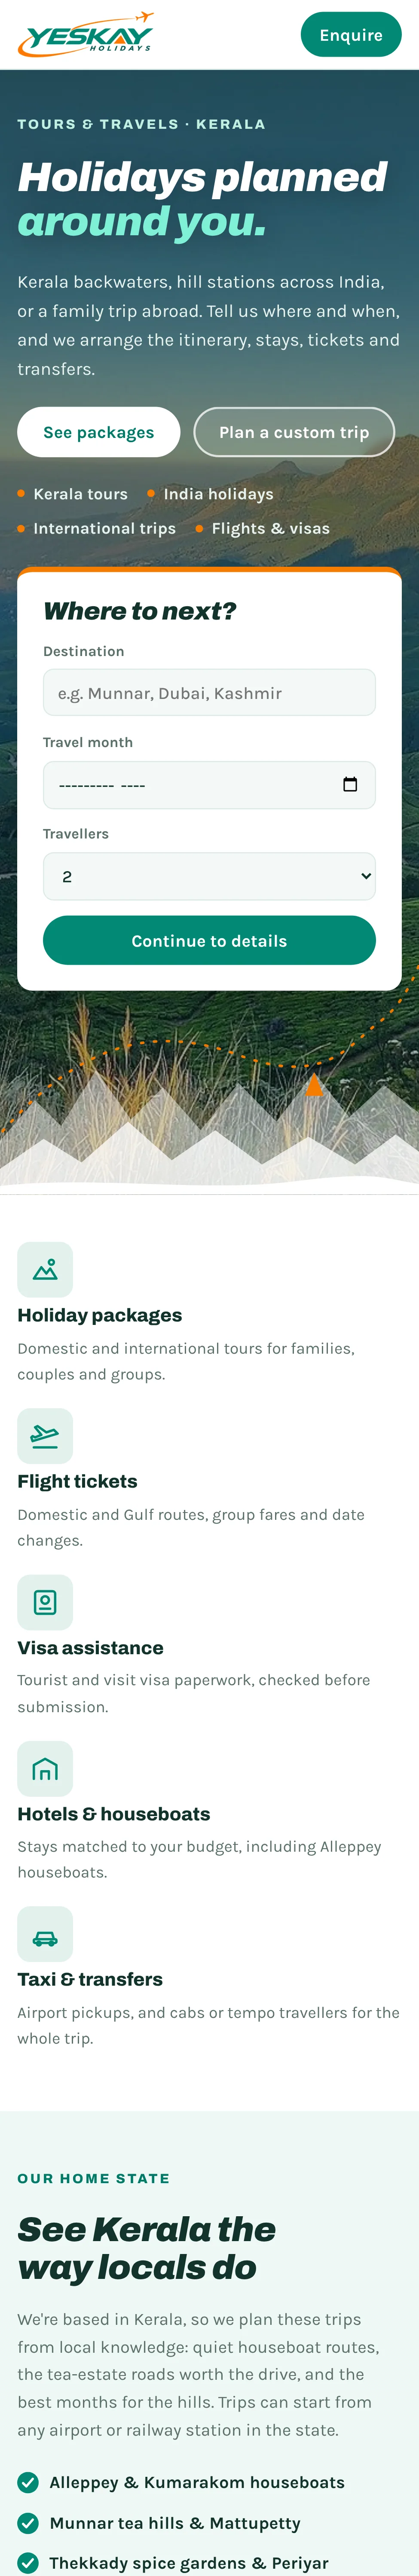 YESKAY
HOLIDAYS
Enquire
TOURS & TRAVELS · KERALA
Holidays planned
around you.
Kerala backwaters, hill stations across India,
or a family trip abroad. Tell us where and when,
and we arrange the itinerary, stays, tickets and
transfers.
See packages
Plan a custom trip
Kerala tours
India holidays
International trips
Flights & visas
Where to next?
Destination
e.g. Munnar, Dubai, Kashmir
Travel month
--------- ----
Travellers
2
Continue to details
Holiday packages
Domestic and international tours for families,
couples and groups.
Flight tickets
Domestic and Gulf routes, group fares and date
changes.
Visa assistance
Tourist and visit visa paperwork, checked before
submission.
Hotels & houseboats
Stays matched to your budget, including Alleppey
houseboats.
Taxi & transfers
Airport pickups, and cabs or tempo travellers for the
whole trip.
OUR HOME STATE
See Kerala the
way locals do
We're based in Kerala, so we plan these trips
from local knowledge: quiet houseboat routes,
the tea-estate roads worth the drive, and the
best months for the hills. Trips can start from
any airport or railway station in the state.
Alleppey & Kumarakom houseboats
Munnar tea hills & Mattupetty
Thekkady spice gardens & Periyar